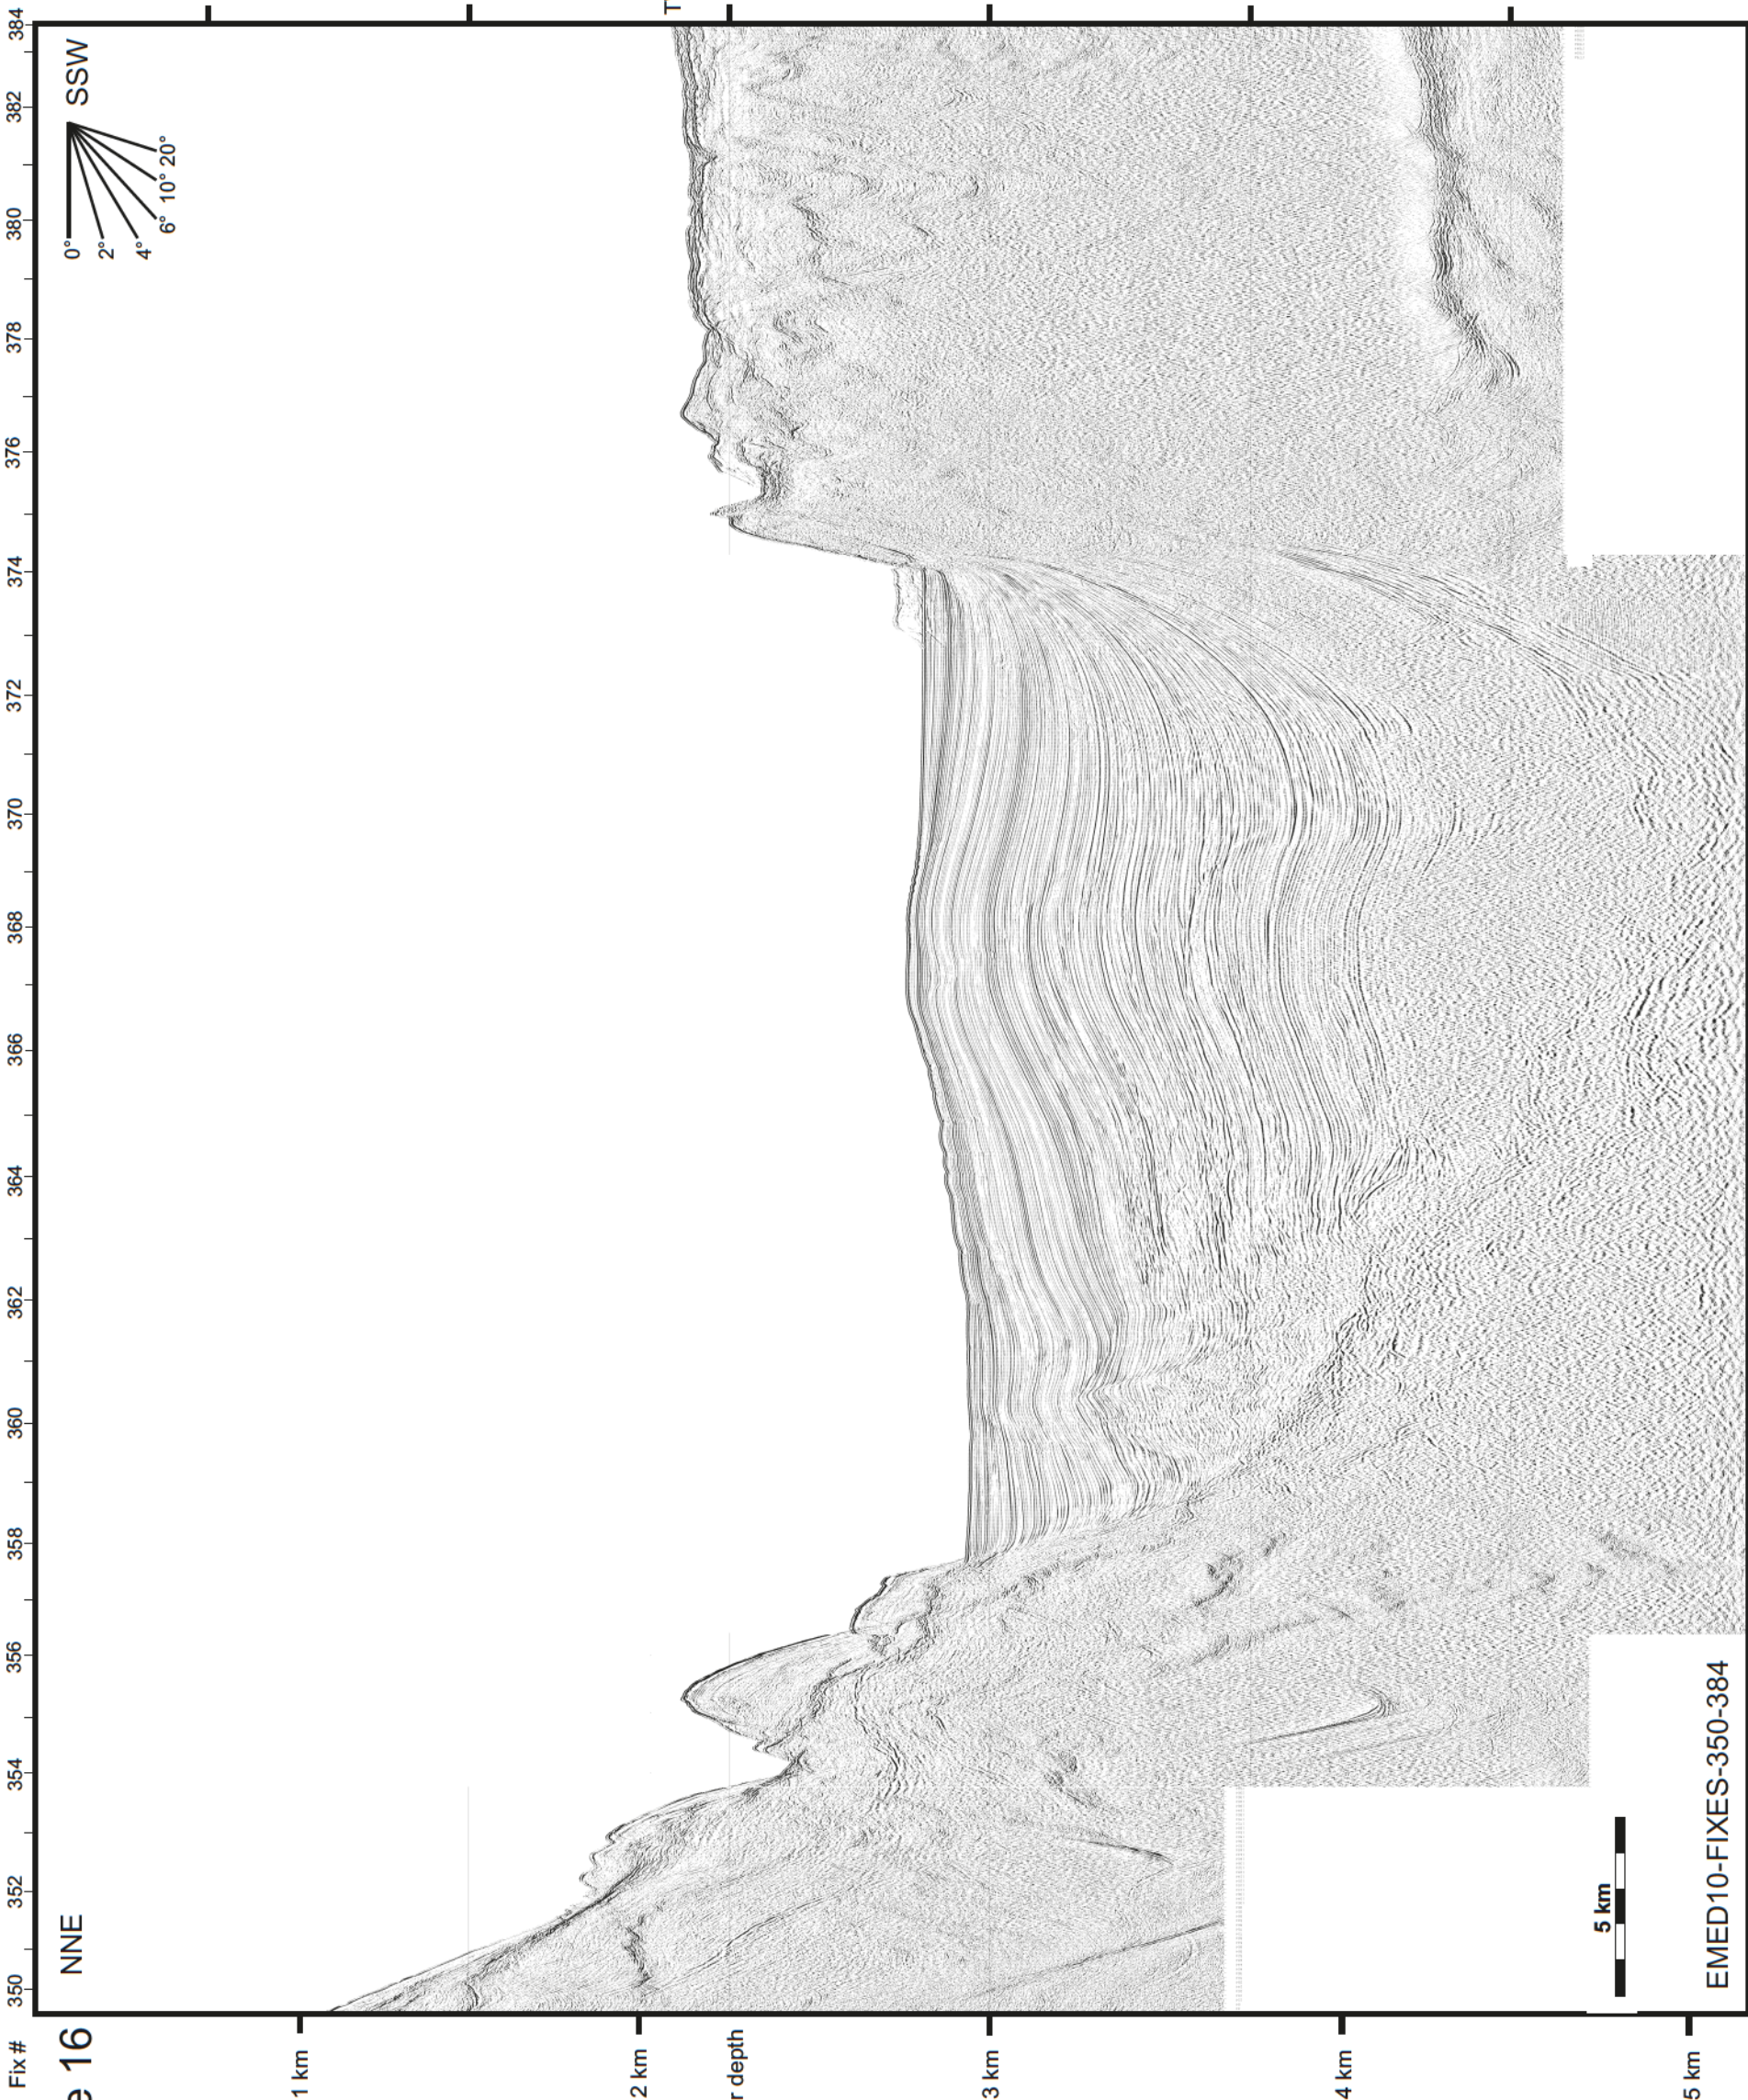 e 16
Fix #
350
352
354
356
358
360
362
364
366
368
370
372
374
376
378
380
382
384
NNE
SSW
0°
2°
4°
6°
10°
20°
1 km
2 km
r depth
3 km
4 km
5 km
5 km
EMED10-FIXES-350-384
T